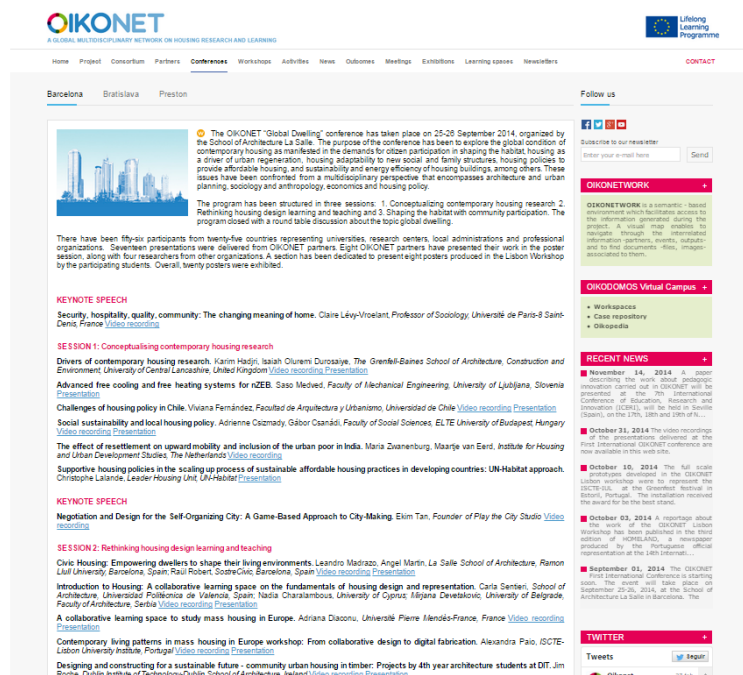 OIKONET
A GLOBAL MULTIDISCIPLINARY NETWORK ON HOUSING RESEARCH AND LEARNING
Lifelong
Learning
Programme
Home Project Consortium Partners Conferences Workshops Activities News Outcomes Meetings Exhibitions Learning spaces Newsletters CONTACT
Barcelona Bratislava Preston
The OIKONET "Global Dwelling" conference has taken place on 25-26 September 2014, organized by
the School of Architecture La Salle. The purpose of the conference has been to explore the global condition of
contemporary housing as manifested in the demands for citizen participation in shaping the habitat, housing as
a driver of urban regeneration, housing adaptability to new social and family structures, housing policies to
provide affordable housing, and sustainability and energy efficiency of housing buildings, among others. These
issues have been confronted from a multidisciplinary perspective that encompasses architecture and urban
planning, sociology and anthropology, economics and housing policy.
The program has been structured in three sessions: 1. Conceptualizing contemporary housing research 2.
Rethinking housing design learning and teaching and 3. Shaping the habitat with community participation. The
program closed with a round table discussion about the topic global dwelling.
There have been fifty-six participants from twenty-five countries representing universities, research centers, local administrations and professional
organizations. Seventeen presentations were delivered from OIKONET partners. Eight OIKONET partners have presented their work in the poster
session, along with four researchers from other organizations. A section has been dedicated to present eight posters produced in the Lisbon Workshop
by the participating students. Overall, twenty posters were exhibited.
KEYNOTE SPEECH
Security, hospitality, quality, community: The changing meaning of home. Claire Lévy-Vroelant, Professor of Sociology, Université de Paris-8 Saint-
Denis, France Video recording
SESSION 1: Conceptualising contemporary housing research
Drivers of contemporary housing research. Karim Hadjri, Isaiah Oluremi Durosaiye, The Grenfell-Baines School of Architecture, Construction and
Environment, University of Central Lancashire, United Kingdom Video recording Presentation
Advanced free cooling and free heating systems for nZEB. Saso Medved, Faculty of Mechanical Engineering, University of Ljubljana, Slovenia
Presentation
Challenges of housing policy in Chile. Viviana Fernández, Facultad de Arquitectura y Urbanismo, Universidad de Chile Video recording Presentation
Social sustainability and local housing policy. Adrienne Csizmady, Gábor Csanádi, Faculty of Social Sciences, ELTE University of Budapest, Hungary
Video recording Presentation
The effect of resettlement on upward mobility and inclusion of the urban poor in India. Maria Zwanenburg, Maartje van Eerd, Institute for Housing
and Urban Development Studies, The Netherlands Video recording
Supportive housing policies in the scaling up process of sustainable affordable housing practices in developing countries: UN-Habitat approach.
Christophe Lalande, Leader Housing Unit, UN-Habitat Presentation
KEYNOTE SPEECH
Negotiation and Design for the Self-Organizing City: A Game-Based Approach to City-Making. Ekim Tan, Founder of Play the City Studio Video
recording
SESSION 2: Rethinking housing design learning and teaching
Civic Housing: Empowering dwellers to shape their living environments. Leandro Madrazo, Angel Martin, La Salle School of Architecture, Ramon
Llull University, Barcelona, Spain; Raül Robert, SostreCivic, Barcelona, Spain Video recording Presentation
Introduction to Housing: A collaborative learning space on the fundamentals of housing design and representation. Carla Sentieri, School of
Architecture, Universidad Politécnica de Valencia, Spain; Nadia Charalambous, University of Cyprus; Mirjana Devetakovic, University of Belgrade,
Faculty of Architecture, Serbia Video recording Presentation
A collaborative learning space to study mass housing in Europe. Adriana Diaconu, Université Pierre Mendés-France, France Video recording
Presentation
Contemporary living patterns in mass housing in Europe workshop: From collaborative design to digital fabrication. Alexandra Paio, ISCTE-
Lisbon University Institute, Portugal Video recording Presentation
Designing and constructing for a sustainable future - community urban housing in timber: Projects by 4th year architecture students at DIT. Jim
Roche, Dublin Institute of Technology-Dublin School of Architecture, Ireland Video recording Presentation
Follow us
Subscribe to our newsletter
Enter your e-mail here Send
OIKONETWORK +
OIKONETWORK is a semantic - based
environment which facilitates access to
the information generated during the
project. A visual map enables to
navigate through the interrelated
information -partners, events, outputs-
and to find documents -files, images-
associated to them.
OIKODOMOS Virtual Campus +
Workspaces
Case repository
Oikopedia
RECENT NEWS +
November 14, 2014 A paper
describing the work about pedagogic
innovation carried out in OIKONET will be
presented at the 7th International
Conference of Education, Research and
Innovation (ICERI), will be held in Seville
(Spain), on the 17th, 18th and 19th of N...
October 31, 2014 The video recordings
of the presentations delivered at the
First International OIKONET conference are
now available in this web site.
October 10, 2014 The full scale
prototypes developed in the OIKONET
Lisbon workshop were to represent the
ISCTE-IUL at the Greenfest festival in
Estoril, Portugal. The installation received
the award for be the best stand.
October 03, 2014 A reportage about
the work of the OIKONET Lisbon
Workshop has been published in the third
edition of HOMELAND, a newspaper
produced by the Portuguese official
representation at the 14th Internati...
September 01, 2014 The OIKONET
First International Conference is starting
soon. The event will take place on
September 25-26, 2014, at the School of
Architecture La Salle in Barcelona. The
TWITTER +
Tweets Seguir
Oikonet